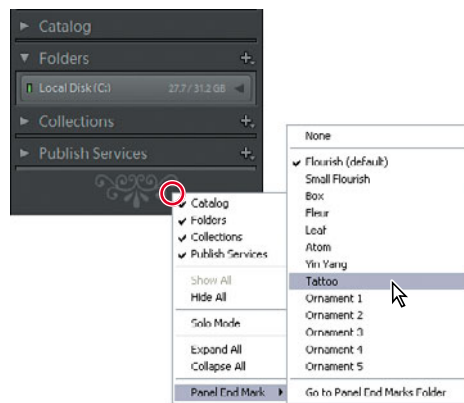 Catalog
Folders
Local Disk (C:) 27.7 / 31.2 GB
Collections
Publish Services
Catalog
Folders
Collections
Publish Services
Show All
Hide All
Solo Mode
Expand All
Collapse All
Panel End Mark
None
Flourish (default)
Small Flourish
Box
Fleur
Leaf
Atom
Yin Yang
Tattoo
Ornament 1
Ornament 2
Ornament 3
Ornament 4
Ornament 5
Go to Panel End Marks Folder